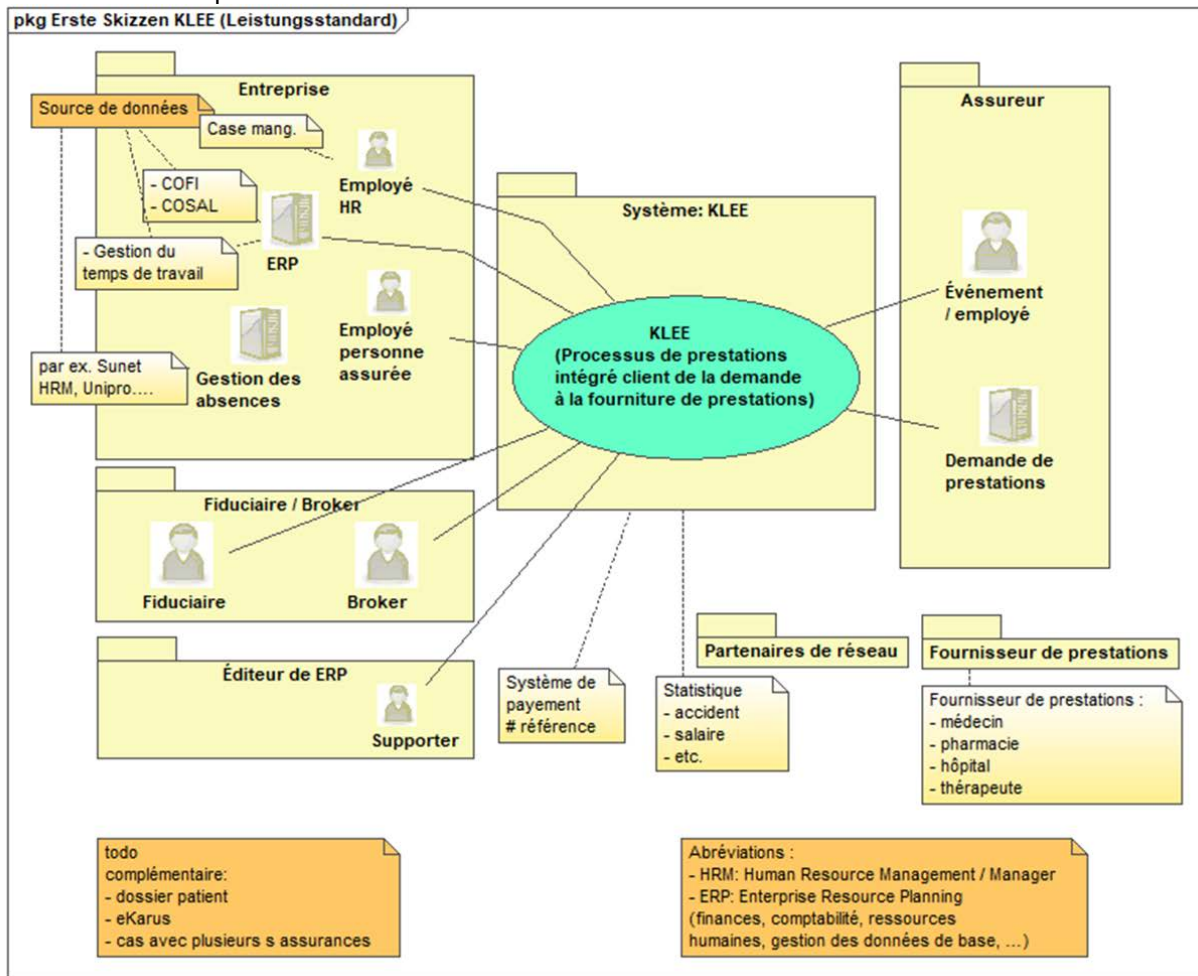 pkg Erste Skizzen KLEE (Leistungsstandard)
Entreprise
Source de données
Case mang.
- COFI
- COSAL
Employé
HR
ERP
- Gestion du
temps de travail
Employé
personne
assurée
par ex. Sunet
HRM, Unipro....
Gestion des
absences
Système: KLEE
KLEE
(Processus de prestations
intégré client de la demande
à la fourniture de prestations)
Assureur
Événement
/ employé
Demande de
prestations
Fiduciaire / Broker
Fiduciaire
Broker
Éditeur de ERP
Supporter
Système de
payement
# référence
Statistique
- accident
- salaire
- etc.
Partenaires de réseau
Fournisseur de prestations
Fournisseur de prestations :
- médecin
- pharmacie
- hôpital
- thérapeute
todo
complémentaire:
- dossier patient
- eKarus
- cas avec plusieurs s assurances
Abréviations :
- HRM: Human Resource Management / Manager
- ERP: Enterprise Resource Planning
(finances, comptabilité, ressources
humaines, gestion des données de base, ...)